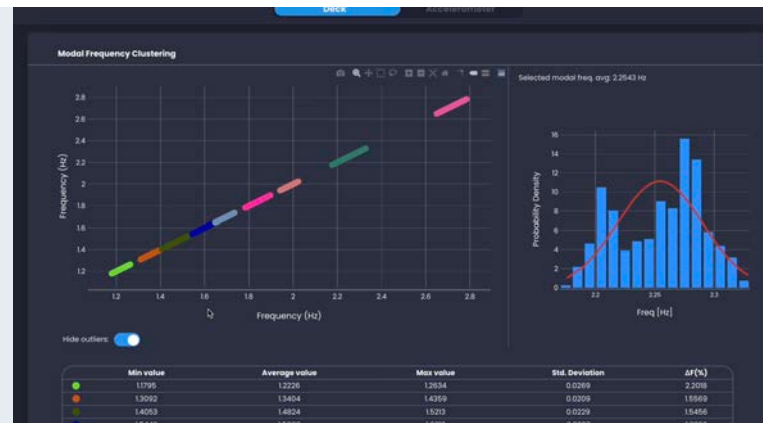 Deck
Accelerometer
Modal Frequency Clustering
Selected modal freq. avg: 2.2543 Hz
2.8
2.6
2.4
2.2
2
1.8
1.6
1.4
1.2
Frequency (Hz)
1.2 1.4 1.6 1.8 2 2.2 2.4 2.6 2.8
Frequency (Hz)
16
14
12
10
8
6
4
2
0
Probability Density
2.2 2.25 2.3
Freq [Hz]
Hide outliers:
Min value Average value Max value Std. Deviation ΔF(%)
1.1795 1.2226 1.2634 0.0269 2.2018
1.3092 1.3404 1.4359 0.0209 1.5569
1.4053 1.4824 1.5213 0.0229 1.5456